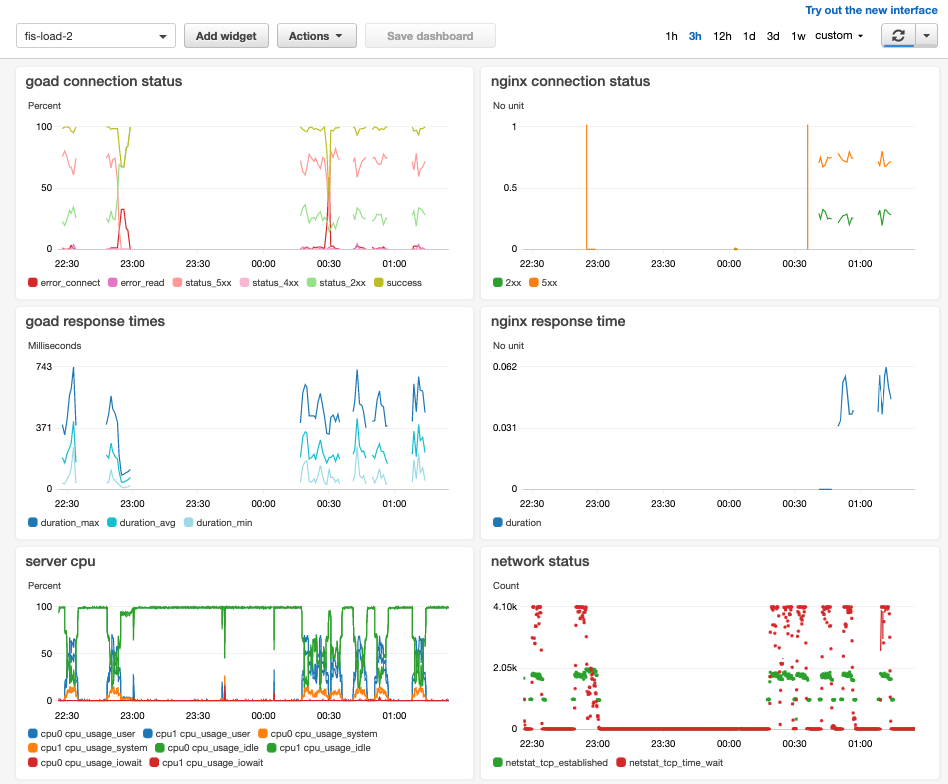 Try out the new interface
fis-load-2 Add widget Actions Save dashboard 1h 3h 12h 1d 3d 1w custom
goad connection status
Percent
100
50
0
22:30 23:00 23:30 00:00 00:30 01:00
error_connect error_read status_5xx status_4xx status_2xx success
nginx connection status
No unit
1
0.5
0
22:30 23:00 23:30 00:00 00:30 01:00
2xx 5xx
goad response times
Milliseconds
743
371
0
22:30 23:00 23:30 00:00 00:30 01:00
duration_max duration_avg duration_min
nginx response time
No unit
0.062
0.031
0
22:30 23:00 23:30 00:00 00:30 01:00
duration
server cpu
Percent
100
50
0
22:30 23:00 23:30 00:00 00:30 01:00
cpu0 cpu_usage_user cpu1 cpu_usage_user cpu0 cpu_usage_system
cpu1 cpu_usage_system cpu0 cpu_usage_idle cpu1 cpu_usage_idle
cpu0 cpu_usage_iowait cpu1 cpu_usage_iowait
network status
Count
4.10k
2.05k
0
22:30 23:00 23:30 00:00 00:30 01:00
netstat_tcp_established netstat_tcp_time_wait